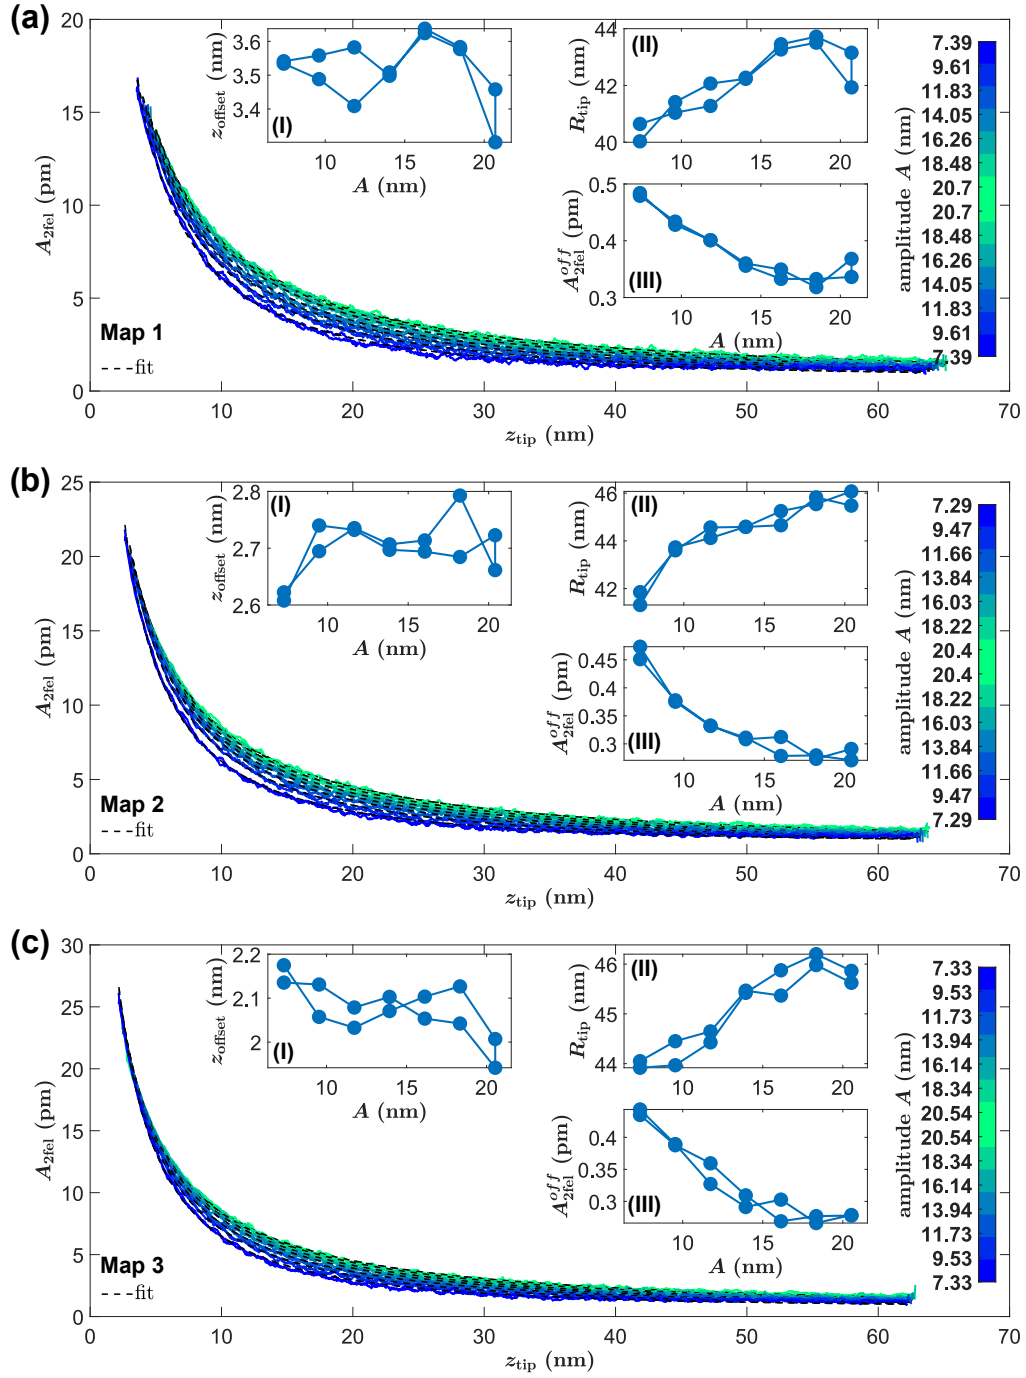 (a)
20
15
10
5
0
A2fel (pm)
0 10 20 30 40 50 60 70
ztip (nm)
Map 1
---fit
3.6
3.5
3.4
zoffset (nm)
(I)
10 15 20
A (nm)
44
42
40
Rtip (nm)
(II)
10 15 20
0.5
0.4
0.3
A2fel^off (pm)
(III)
10 15 20
A (nm)
amplitude A (nm)
7.39
9.61
11.83
14.05
16.26
18.48
20.7
20.7
18.48
16.26
14.05
11.83
9.61
7.39
(b)
25
20
15
10
5
0
A2fel (pm)
0 10 20 30 40 50 60 70
ztip (nm)
Map 2
---fit
2.8
2.7
2.6
zoffset (nm)
(I)
10 15 20
A (nm)
46
44
42
Rtip (nm)
(II)
10 15 20
0.45
0.4
0.35
0.3
A2fel^off (pm)
(III)
10 15 20
A (nm)
amplitude A (nm)
7.29
9.47
11.66
13.84
16.03
18.22
20.4
20.4
18.22
16.03
13.84
11.66
9.47
7.29
(c)
30
25
20
15
10
5
0
A2fel (pm)
0 10 20 30 40 50 60 70
ztip (nm)
Map 3
---fit
2.2
2.1
2
zoffset (nm)
(I)
10 15 20
A (nm)
46
45
44
Rtip (nm)
(II)
10 15 20
0.4
0.35
0.3
A2fel^off (pm)
(III)
10 15 20
A (nm)
amplitude A (nm)
7.33
9.53
11.73
13.94
16.14
18.34
20.54
20.54
18.34
16.14
13.94
11.73
9.53
7.33